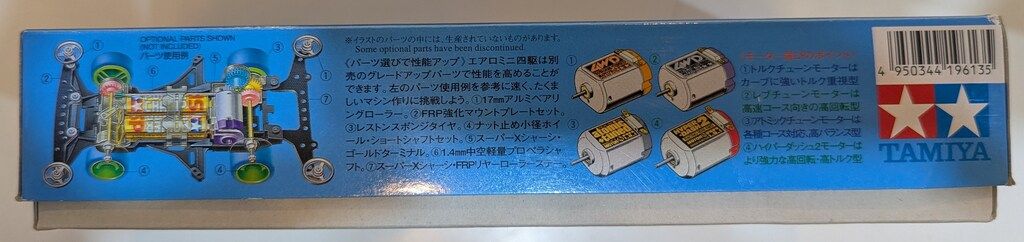 OPTIONAL PARTS SHOWN
(NOT INCLUDED)
パーツ使用例
① ③
② ⑥ ⑤
⑦
④ ④
※イラストのパーツの中には、生産されていないものがあります。
Some optional parts have been discontinued.
〈パーツ選びで性能アップ〉エアロミニ四駆は別
売のグレードアップパーツで性能を高めることが
できます。左のパーツ使用例を参考に速く、たくま
しいマシン作りに挑戦しよう。①17mmアルミベアリ
ングローラー。②FRP強化マウントプレートセット。
③レストンスポンジタイヤ。④ナット止め小径ホイ
ール・ショートシャフトセット。⑤スーパーXシャーシ・
ゴールドターミナル。⑥1.4mm中空軽量プロペラシャ
フト。⑦スーパーXシャーシ・FRPリヤーローラーステー。
① ②
③ ④
4WD
4WD
①トルクチューンモーターは
カーブに強いトルク重視型
②レブチューンモーターは
高速コース向きの高回転型
③アトミックチューンモーターは
各種コース対応、高バランス型
④ハイパーダッシュ2モーターは
より強力な高回転・高トルク型
4 950344 196135
TAMIYA